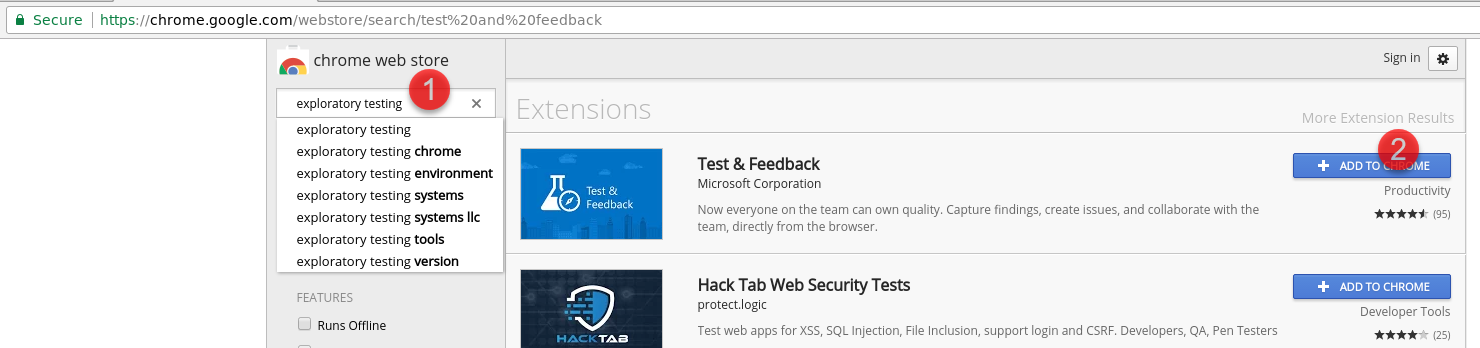 Secure https://chrome.google.com/webstore/search/test%20and%20feedback
chrome web store
Sign in
exploratory testing ×
1
exploratory testing
exploratory testing chrome
exploratory testing environment
exploratory testing systems
exploratory testing systems llc
exploratory testing tools
exploratory testing version
FEATURES
Runs Offline
Extensions
More Extension Results
Test &
Feedback
Test & Feedback
Microsoft Corporation
Now everyone on the team can own quality. Capture findings, create issues, and collaborate with the
team, directly from the browser.
2
+ ADD TO CHROME
Productivity
(95)
HACKTAB
Hack Tab Web Security Tests
protect.logic
Test web apps for XSS, SQL Injection, File Inclusion, support login and CSRF. Developers, QA, Pen Testers
+ ADD TO CHROME
Developer Tools
(25)